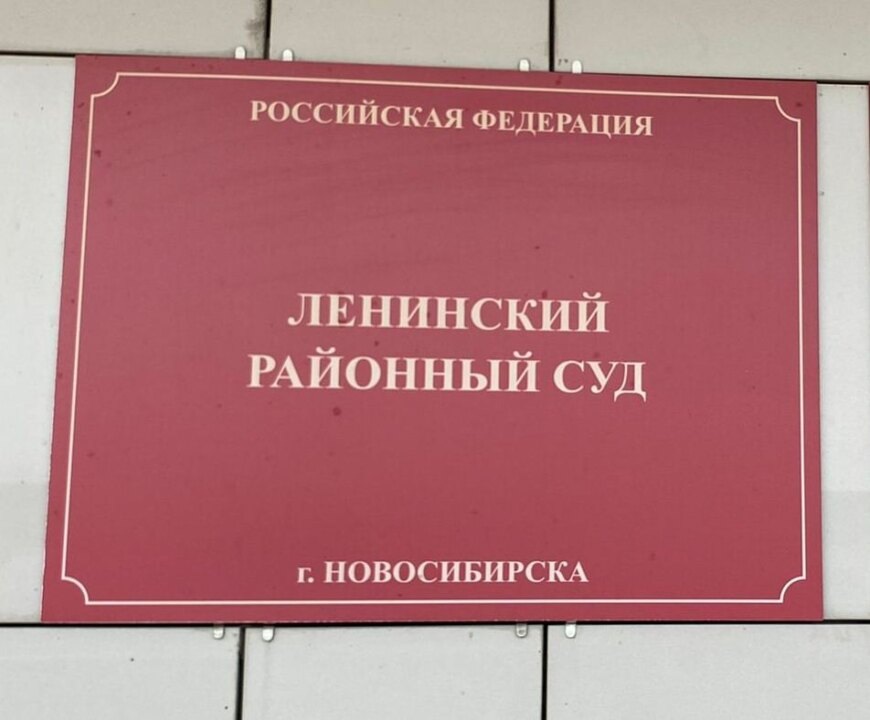 РОССИЙСКАЯ ФЕДЕРАЦИЯ
ЛЕНИНСКИЙ
РАЙОННЫЙ СУД
г. НОВОСИБИРСКА